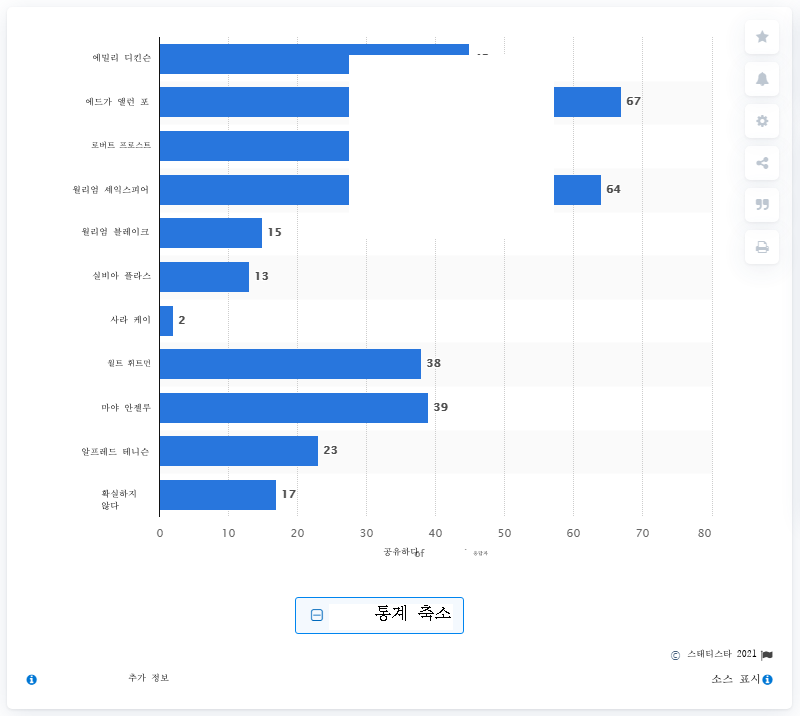 에밀리 디킨슨
에드가 앨런 포 67
로버트 프로스트
윌리엄 셰익스피어 64
윌리엄 블레이크 15
실비아 플라스 13
사라 케이 2
월트 휘트먼 38
마야 안젤루 39
알프레드 테니슨 23
확실하지
않다
17
0 10 20 30 40 50 60 70 80
공유하다of 응답자
통계 축소
© 스태티스타 2021
추가 정보 소스 표시